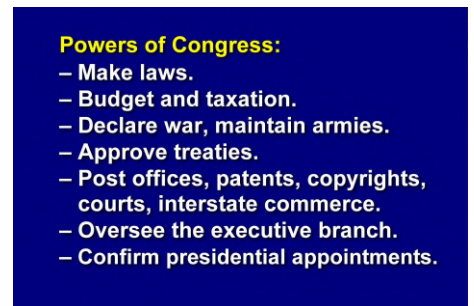 Powers of Congress:
– Make laws.
– Budget and taxation.
– Declare war, maintain armies.
– Approve treaties.
– Post offices, patents, copyrights,
courts, interstate commerce.
– Oversee the executive branch.
– Confirm presidential appointments.